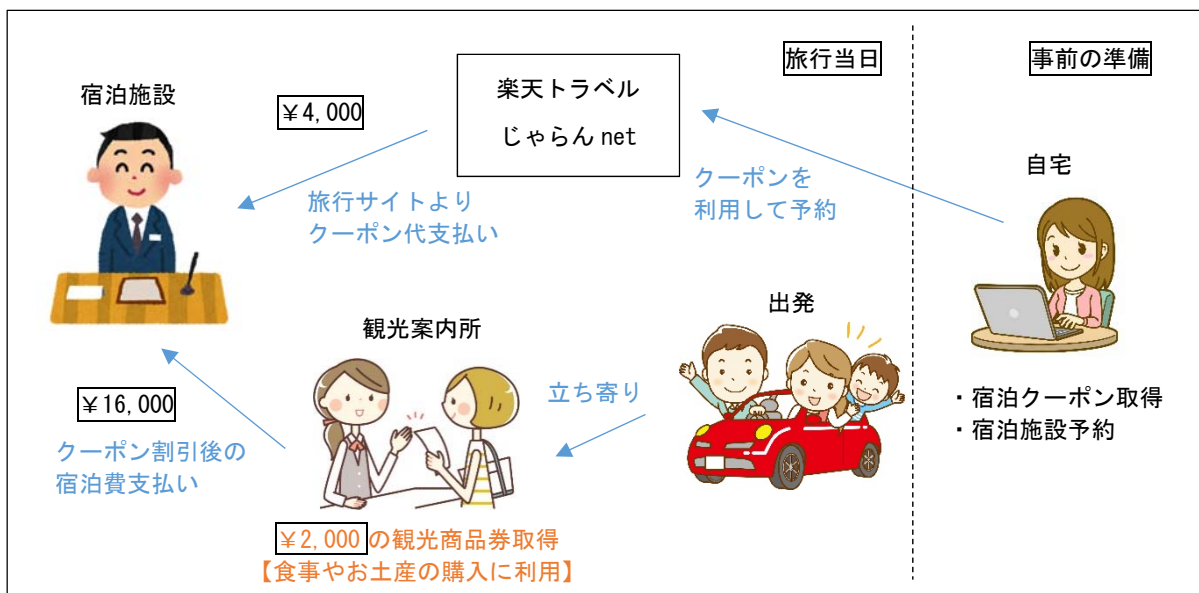 旅行当日
事前の準備
宿泊施設
¥4,000
楽天トラベル
じゃらんnet
自宅
クーポンを
利用して予約
旅行サイトより
クーポン代支払い
出発
観光案内所
立ち寄り
¥16,000
クーポン割引後の
宿泊費支払い
・宿泊クーポン取得
・宿泊施設予約
¥2,000の観光商品券取得
【食事やお土産の購入に利用】